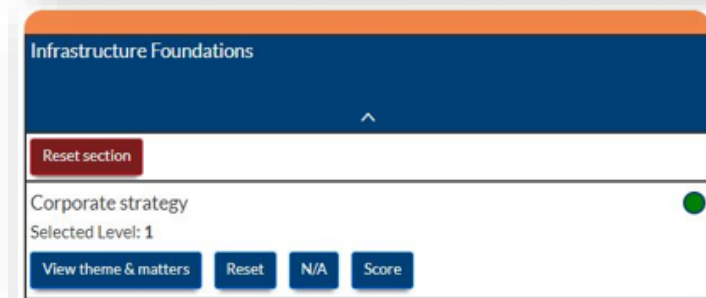 Infrastructure Foundations
Reset section
Corporate strategy
Selected Level: 1
View theme & matters Reset N/A Score